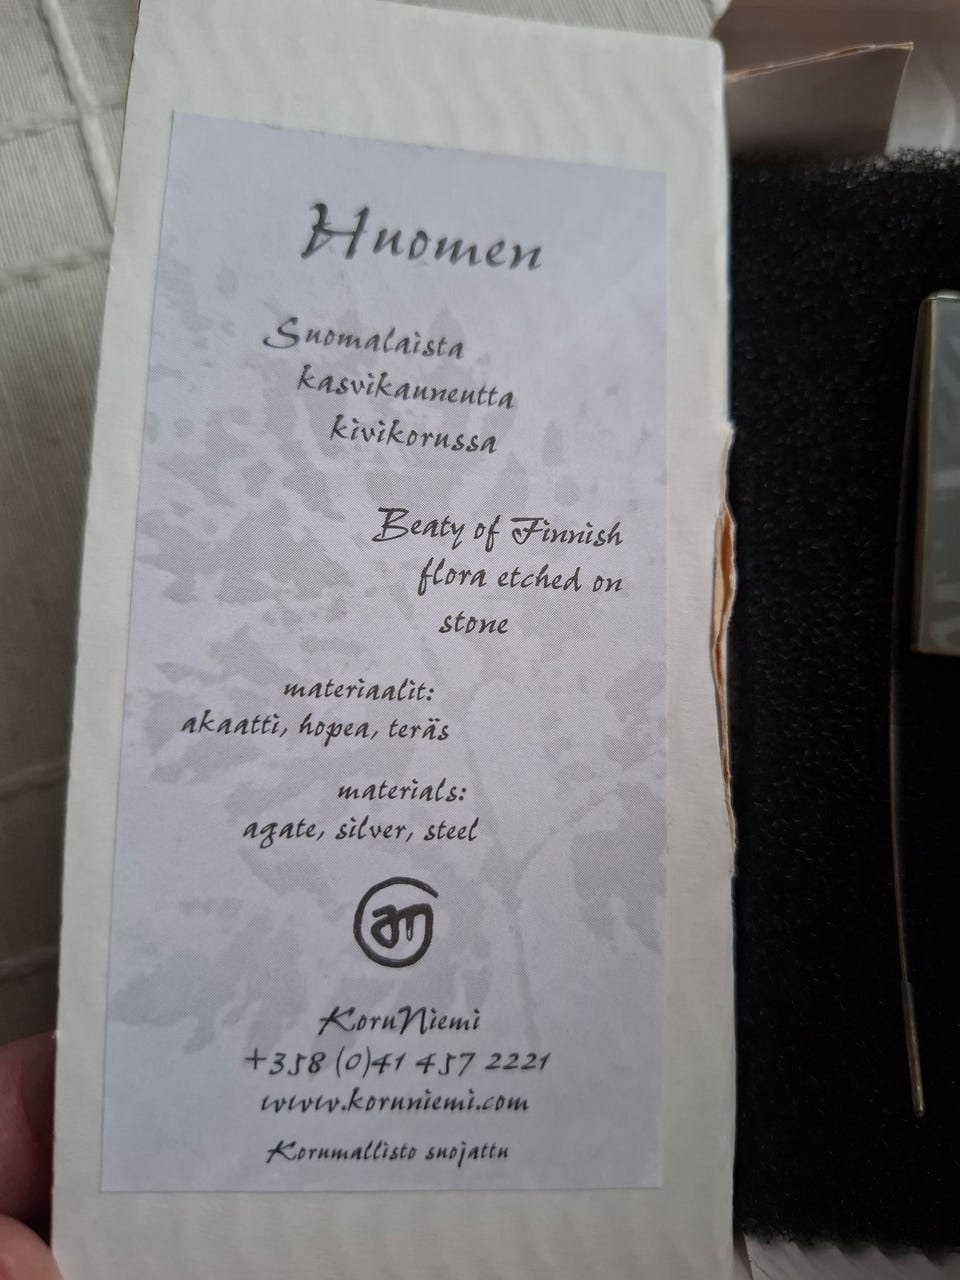 Huomen
Suomalaista
kasvikauneutta
kivikorussa
Beaty of Finnish
flora etched on
stone
materiaalit:
akaatti, hopea, teräs
materials:
agate, silver, steel
KoruNiemi
+358 (0)41 457 2221
www.koruniemi.com
Korumallisto suojattu